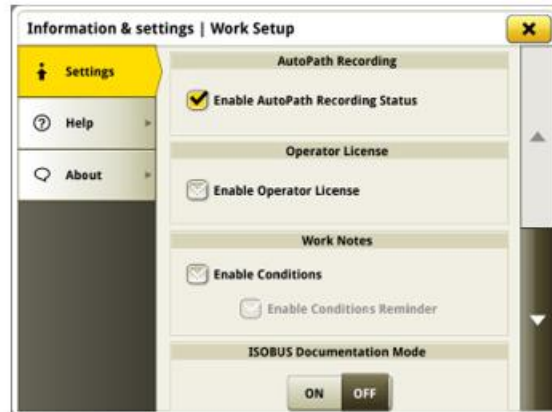 Information & settings | Work Setup
Settings
Help
About
AutoPath Recording
Enable AutoPath Recording Status
Operator License
Enable Operator License
Work Notes
Enable Conditions
Enable Conditions Reminder
ISOBUS Documentation Mode
ON OFF